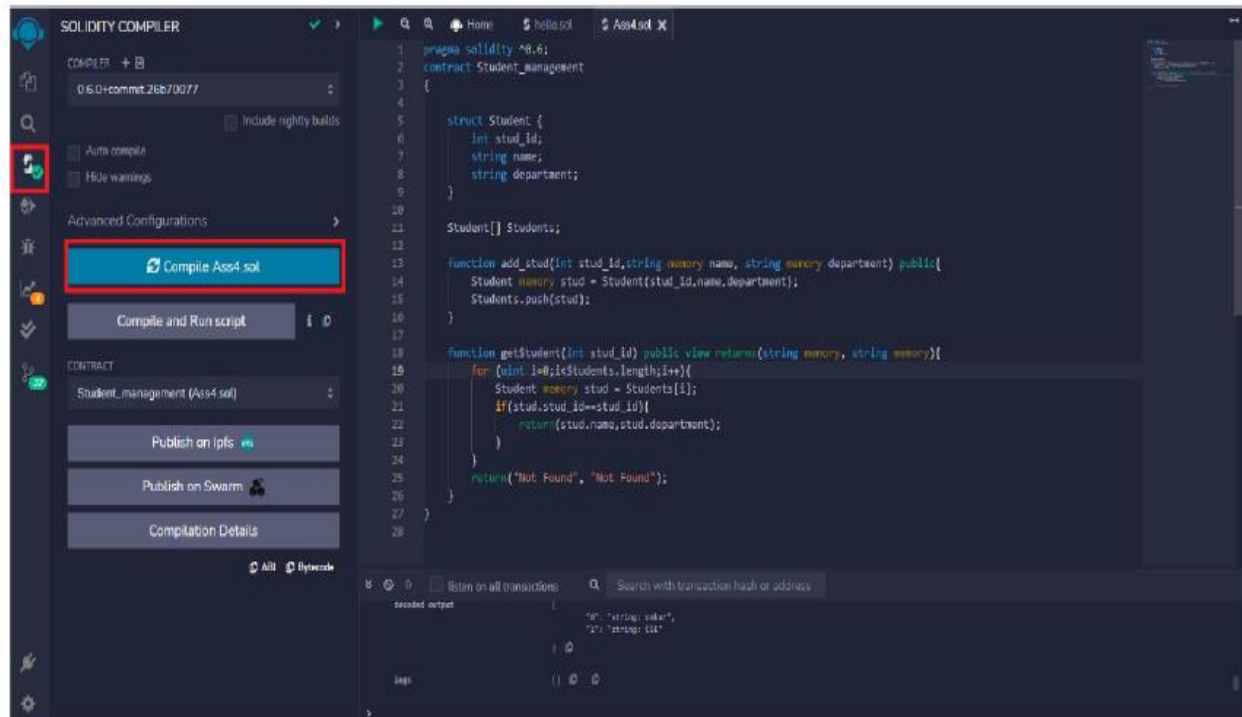 SOLIDITY COMPILER
COMPILER +
0.6.0+commit.26b70077
Include nightly builds
Auto compile
Hide warnings
Advanced Configurations
Compile Ass4.sol
Compile and Run script
CONTRACT
Student_management (Ass4.sol)
Publish on Ipfs
Publish on Swarm
Compilation Details
ABI Bytecode
Home hello.sol Ass4.sol
1 pragma solidity ^0.6;
2 contract Student_management
3 {
4
5 struct Student {
6 int stud_id;
7 string name;
8 string department;
9 }
10
11 Student[] Students;
12
13 function add_stud(int stud_id,string memory name, string memory department) public{
14 Student memory stud = Student(stud_id,name,department);
15 Students.push(stud);
16 }
17
18 function getStudent(int stud_id) public view returns(string memory, string memory){
19 for (uint i=0;i<Students.length;i++){
20 Student memory stud = Students[i];
21 if(stud.stud_id==stud_id){
22 return(stud.name,stud.department);
23 }
24 }
25 return("Not Found", "Not Found");
26 }
27 }
28
0 listen on all transactions Search with transaction hash or address
decoded output {
"0": "string:
"1": "string:
}
logs []
>